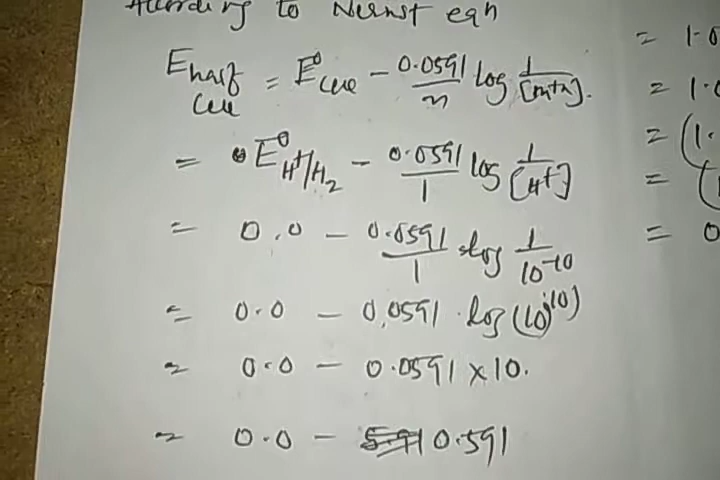 According to Nernst eqn
E half cell = E° cell - 0.0591/n log 1/[m+n].
= E° H+/H2 - 0.0591/1 log 1/[H+]
= 0.0 - 0.0591/1 log 1/10-10
= 0.0 - 0.0591 log (10)10)
= 0.0 - 0.0591 x 10.
= 0.0 - 0.591
= 1.0
= 1.0
= (1.
= (
= 0